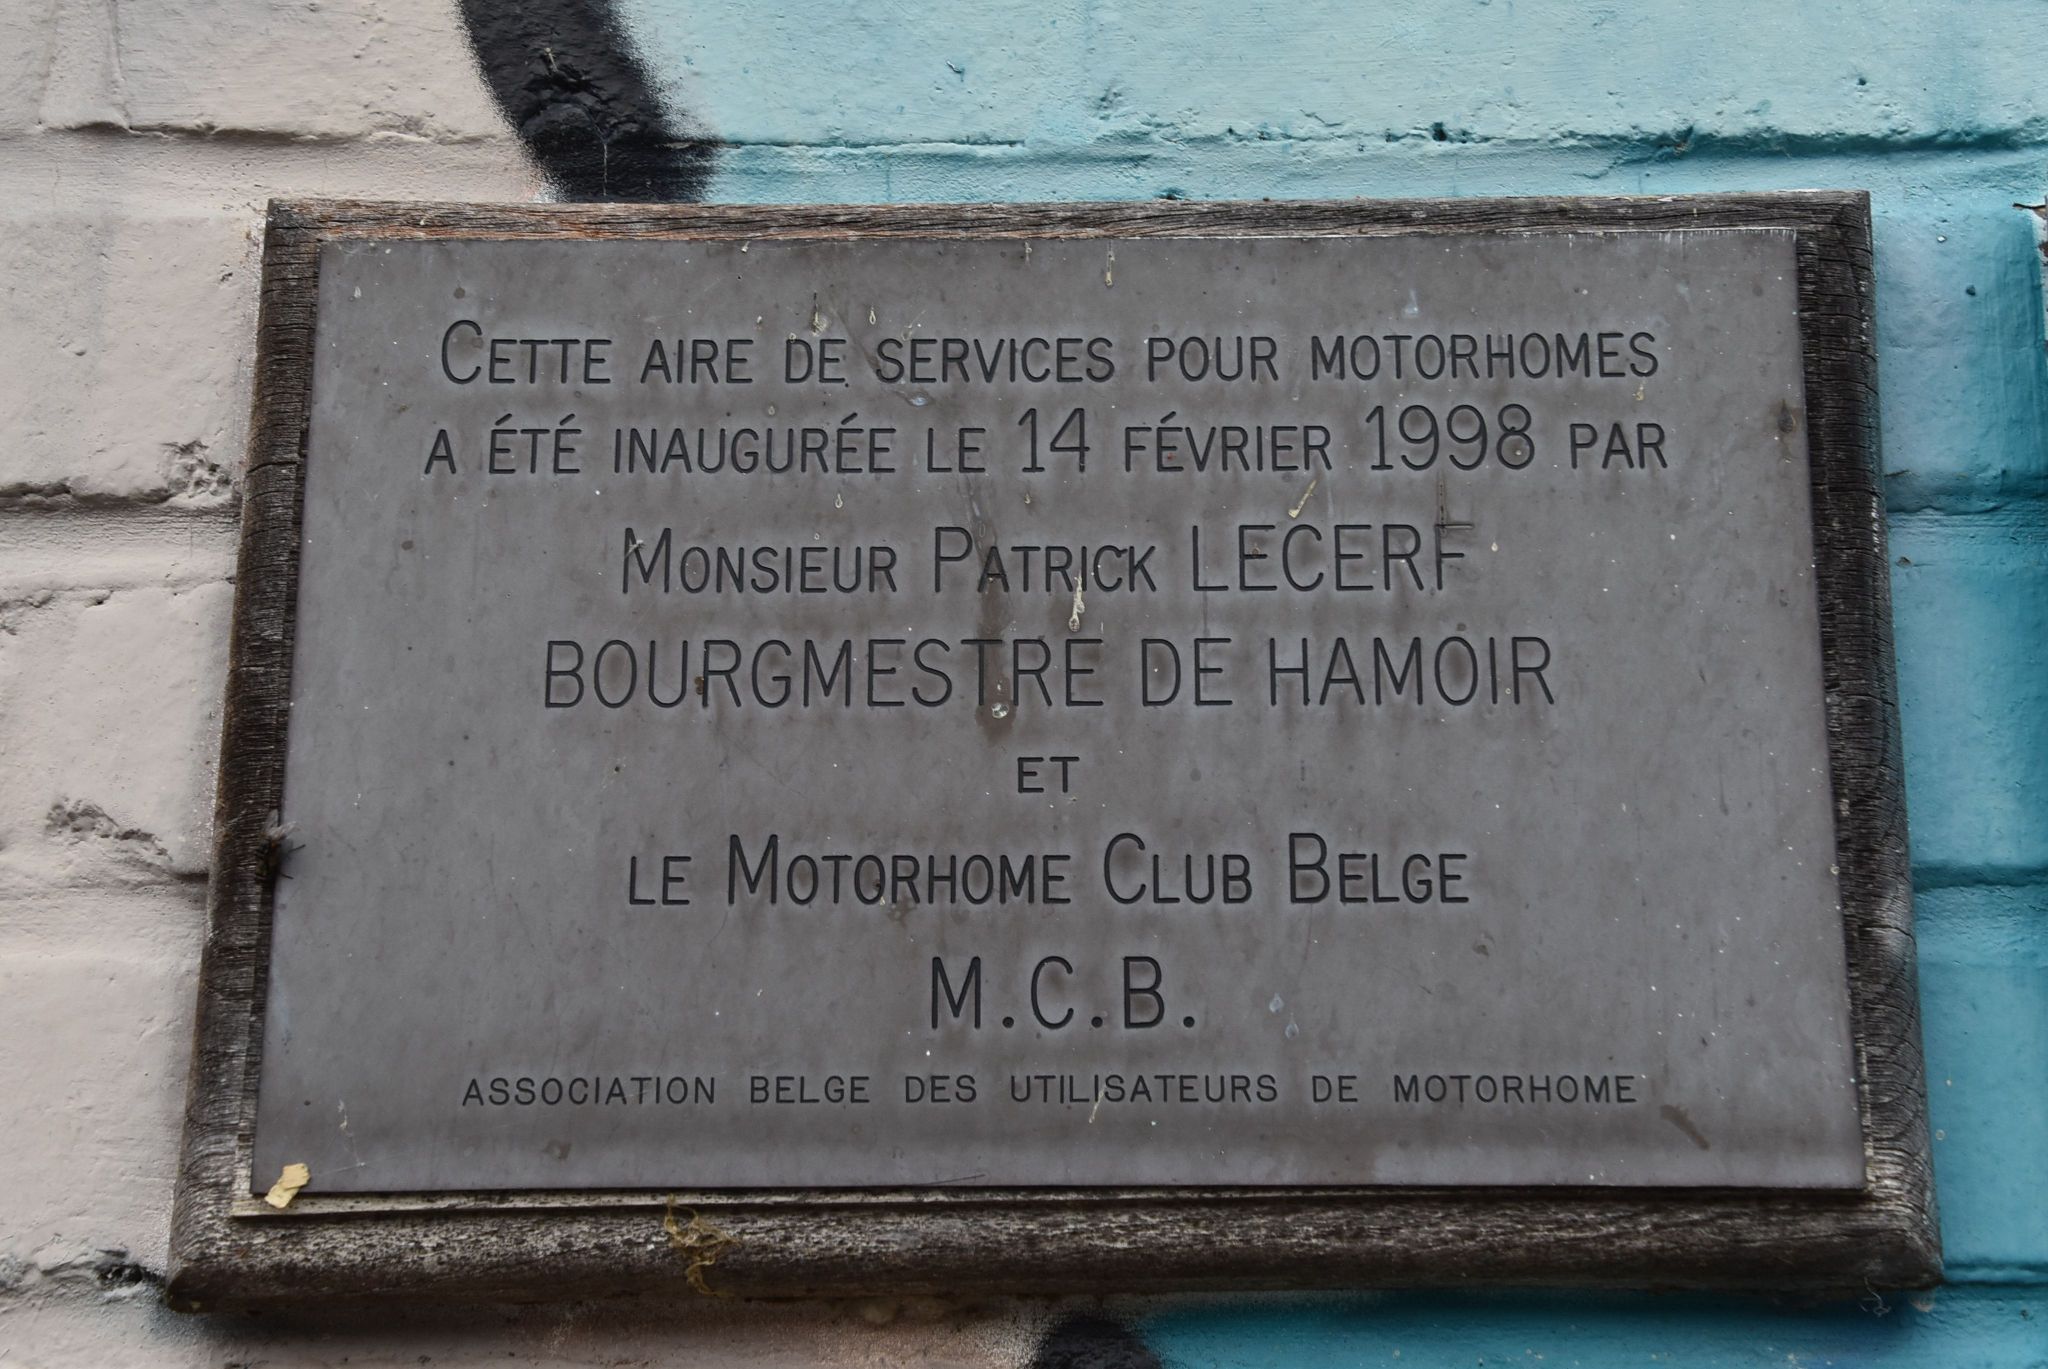 Cette aire de services pour motorhomes
a été inaugurée le 14 février 1998 par
Monsieur Patrick LECERF
BOURGMESTRE DE HAMOIR
et
le Motorhome Club Belge
M.C.B.
ASSOCIATION BELGE DES UTILISATEURS DE MOTORHOME